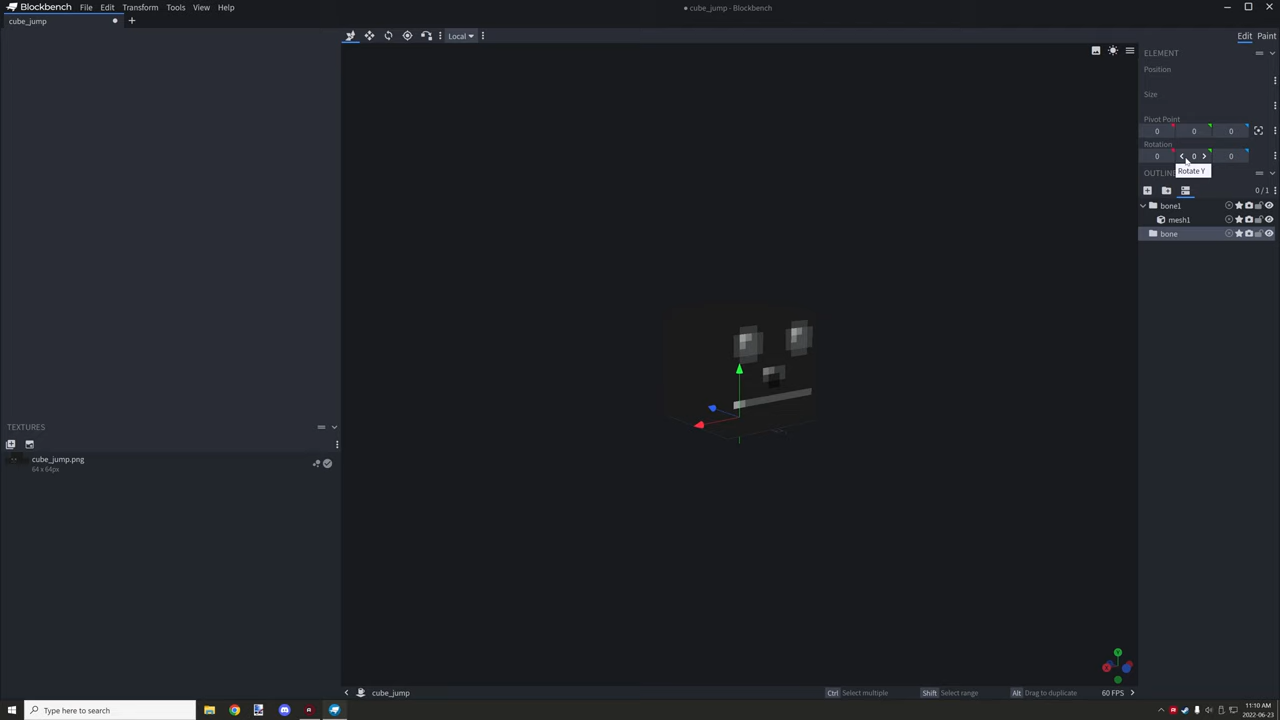 Blockbench File Edit Transform Tools View Help
cube_jump - Blockbench
cube_jump
Local
Edit Paint
ELEMENT
Position
Size
Pivot Point
0 0 0
Rotation
0 0 0
Rotate Y
0 / 1
bone1
mesh1
bone
TEXTURES
cube_jump.png
64 x 64px
cube_jump
Ctrl Select multiple Shift Select range Alt Drag to duplicate 60 FPS
Type here to search
11:10 AM
2022-06-23